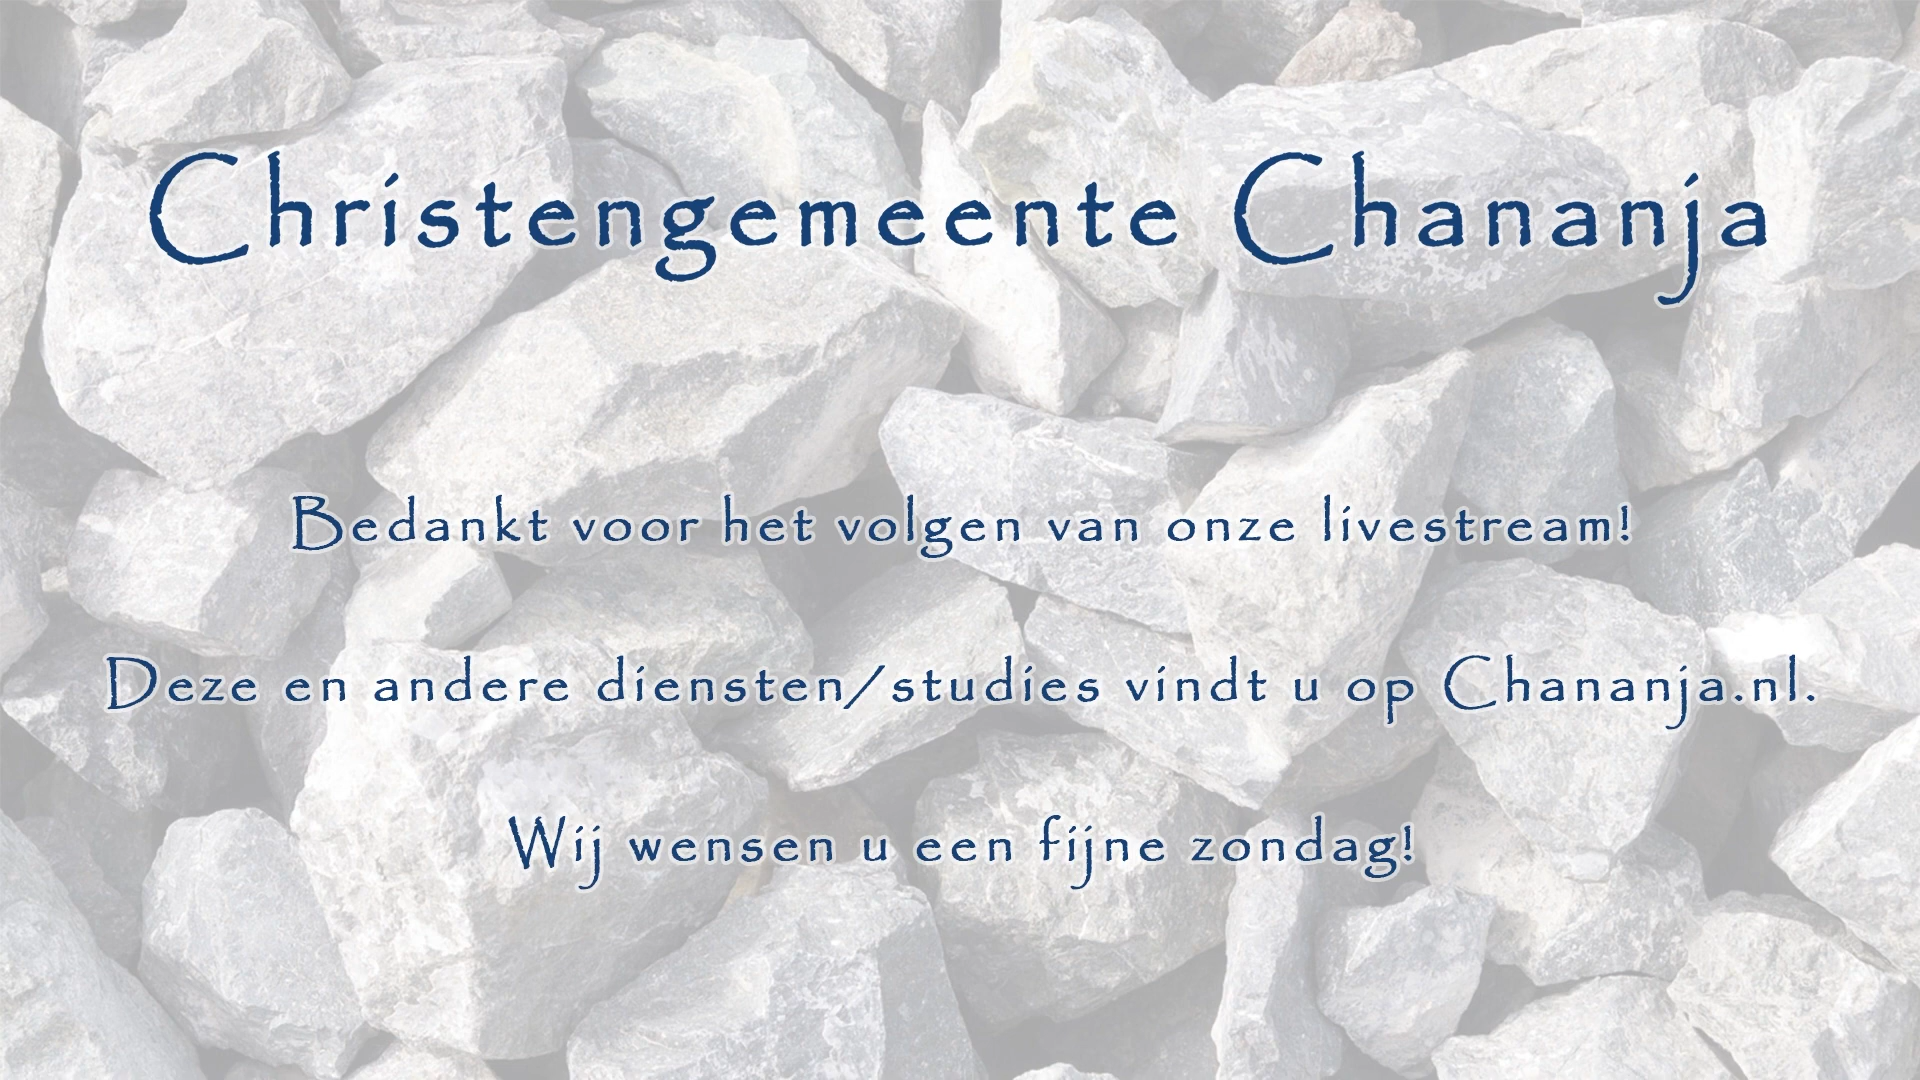 Christengemeente Chananja
Bedankt voor het volgen van onze livestream!
Deze en andere diensten/studies vindt u op Chananja.nl.
Wij wensen u een fijne zondag!